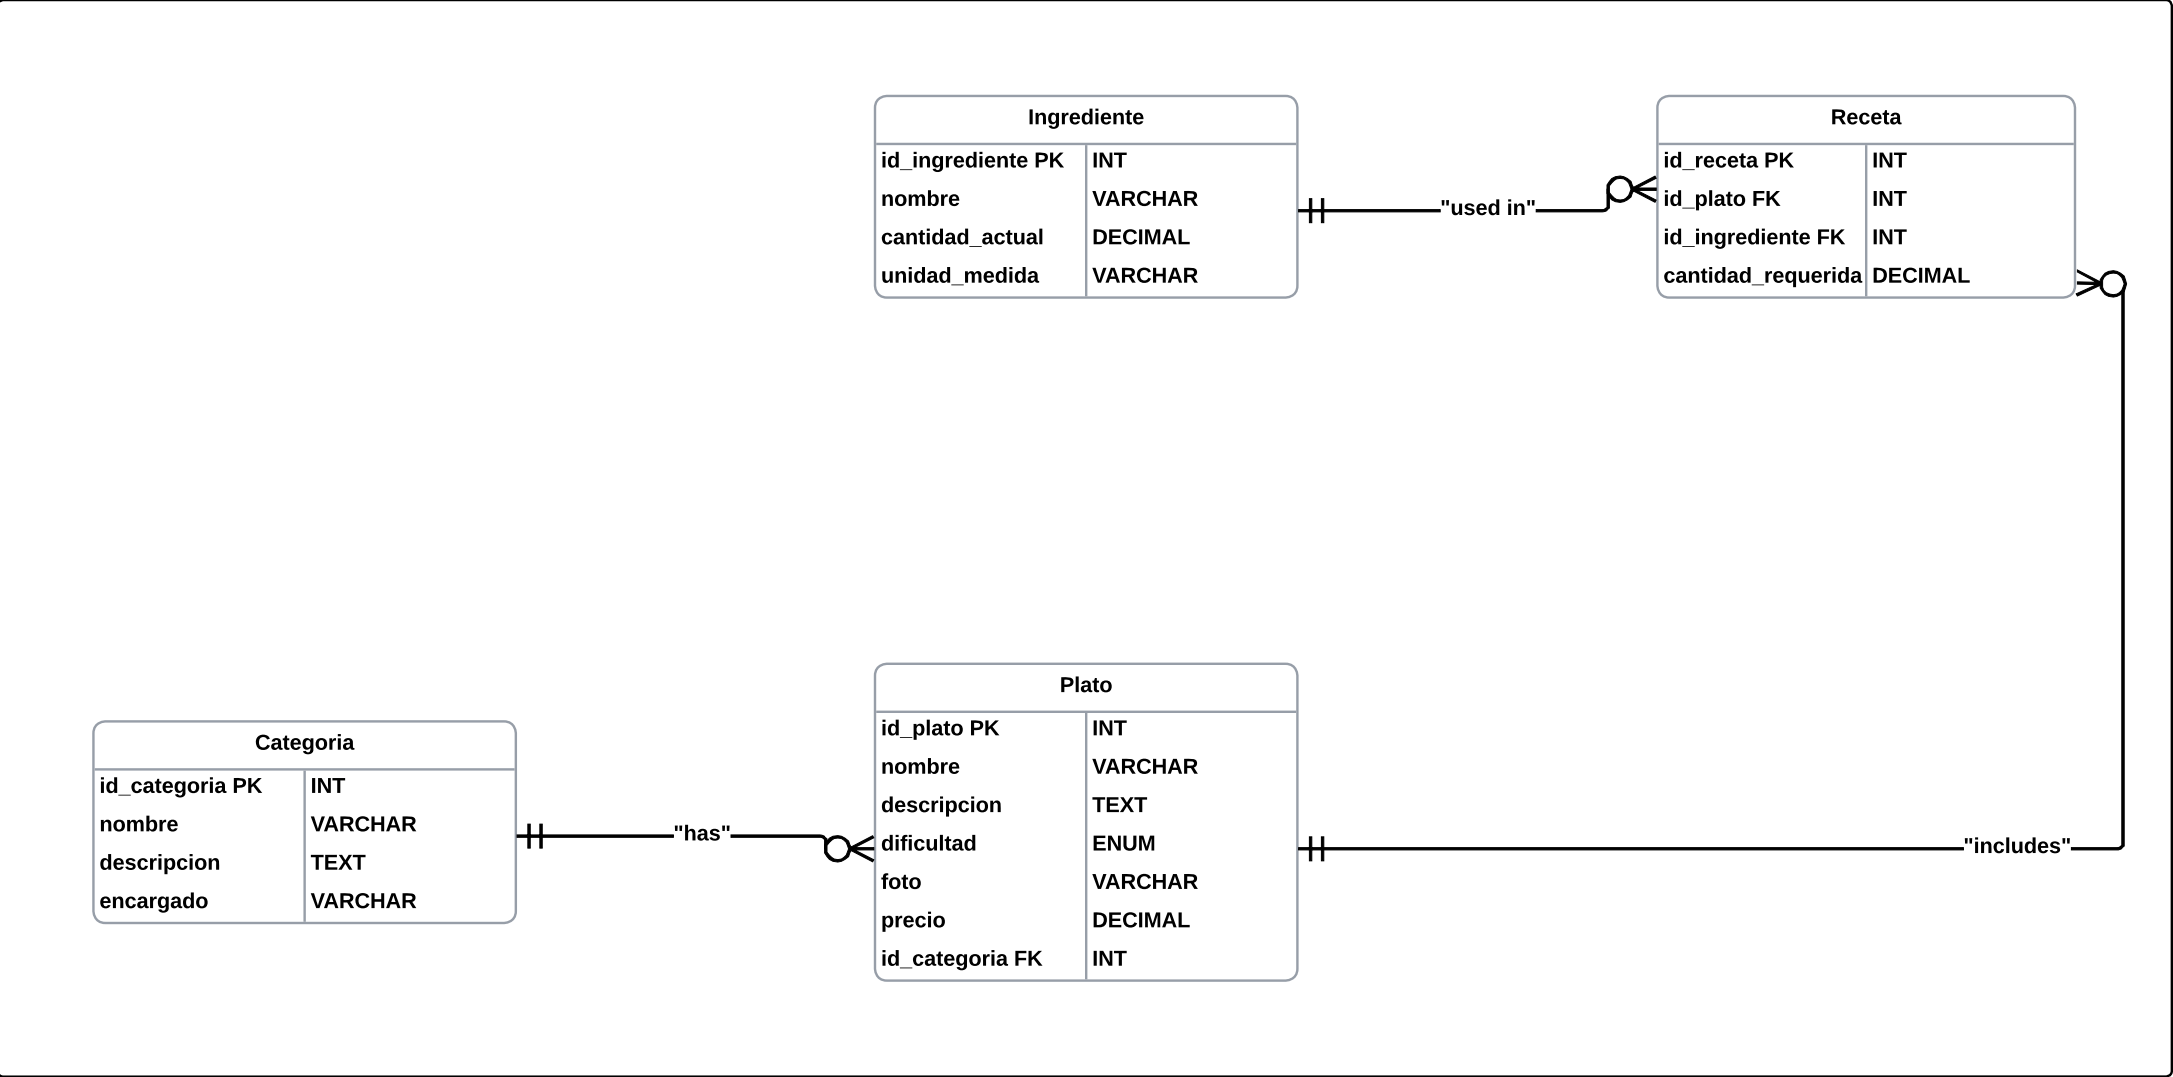 Ingrediente
id_ingrediente PK INT
nombre VARCHAR
cantidad_actual DECIMAL
unidad_medida VARCHAR
"used in"
Receta
id_receta PK INT
id_plato FK INT
id_ingrediente FK INT
cantidad_requerida DECIMAL
Categoria
id_categoria PK INT
nombre VARCHAR
descripcion TEXT
encargado VARCHAR
"has"
Plato
id_plato PK INT
nombre VARCHAR
descripcion TEXT
dificultad ENUM
foto VARCHAR
precio DECIMAL
id_categoria FK INT
"includes"